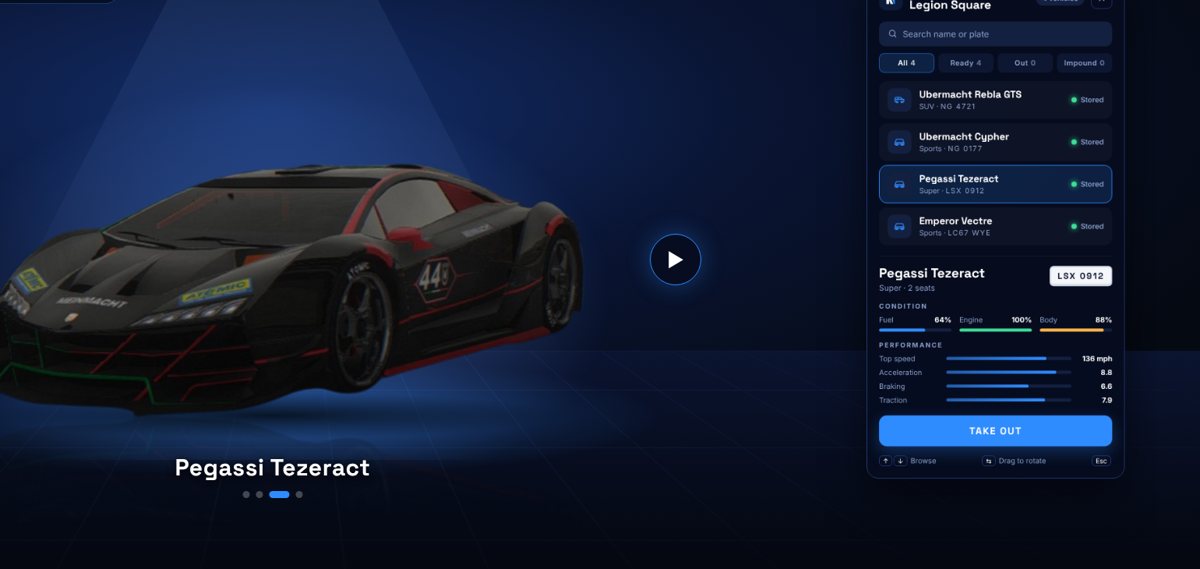 Legion Square
Search name or plate
All 4
Ready 4
Out 0
Impound 0
Ubermacht Rebla GTS
SUV · NG 4721
Stored
Ubermacht Cypher
Sports · NG 0177
Stored
Pegassi Tezeract
Super · LSX 0912
Stored
Emperor Vectre
Sports · LC67 WYE
Stored
Pegassi Tezeract
LSX 0912
Super · 2 seats
CONDITION
Fuel 64%
Engine 100%
Body 88%
PERFORMANCE
Top speed 136 mph
Acceleration 8.8
Braking 6.6
Traction 7.9
TAKE OUT
↑ ↓ Browse
⇆ Drag to rotate
Esc
ATOMIC
44
ATOMIC
MEINMACHT
Pegassi Tezeract